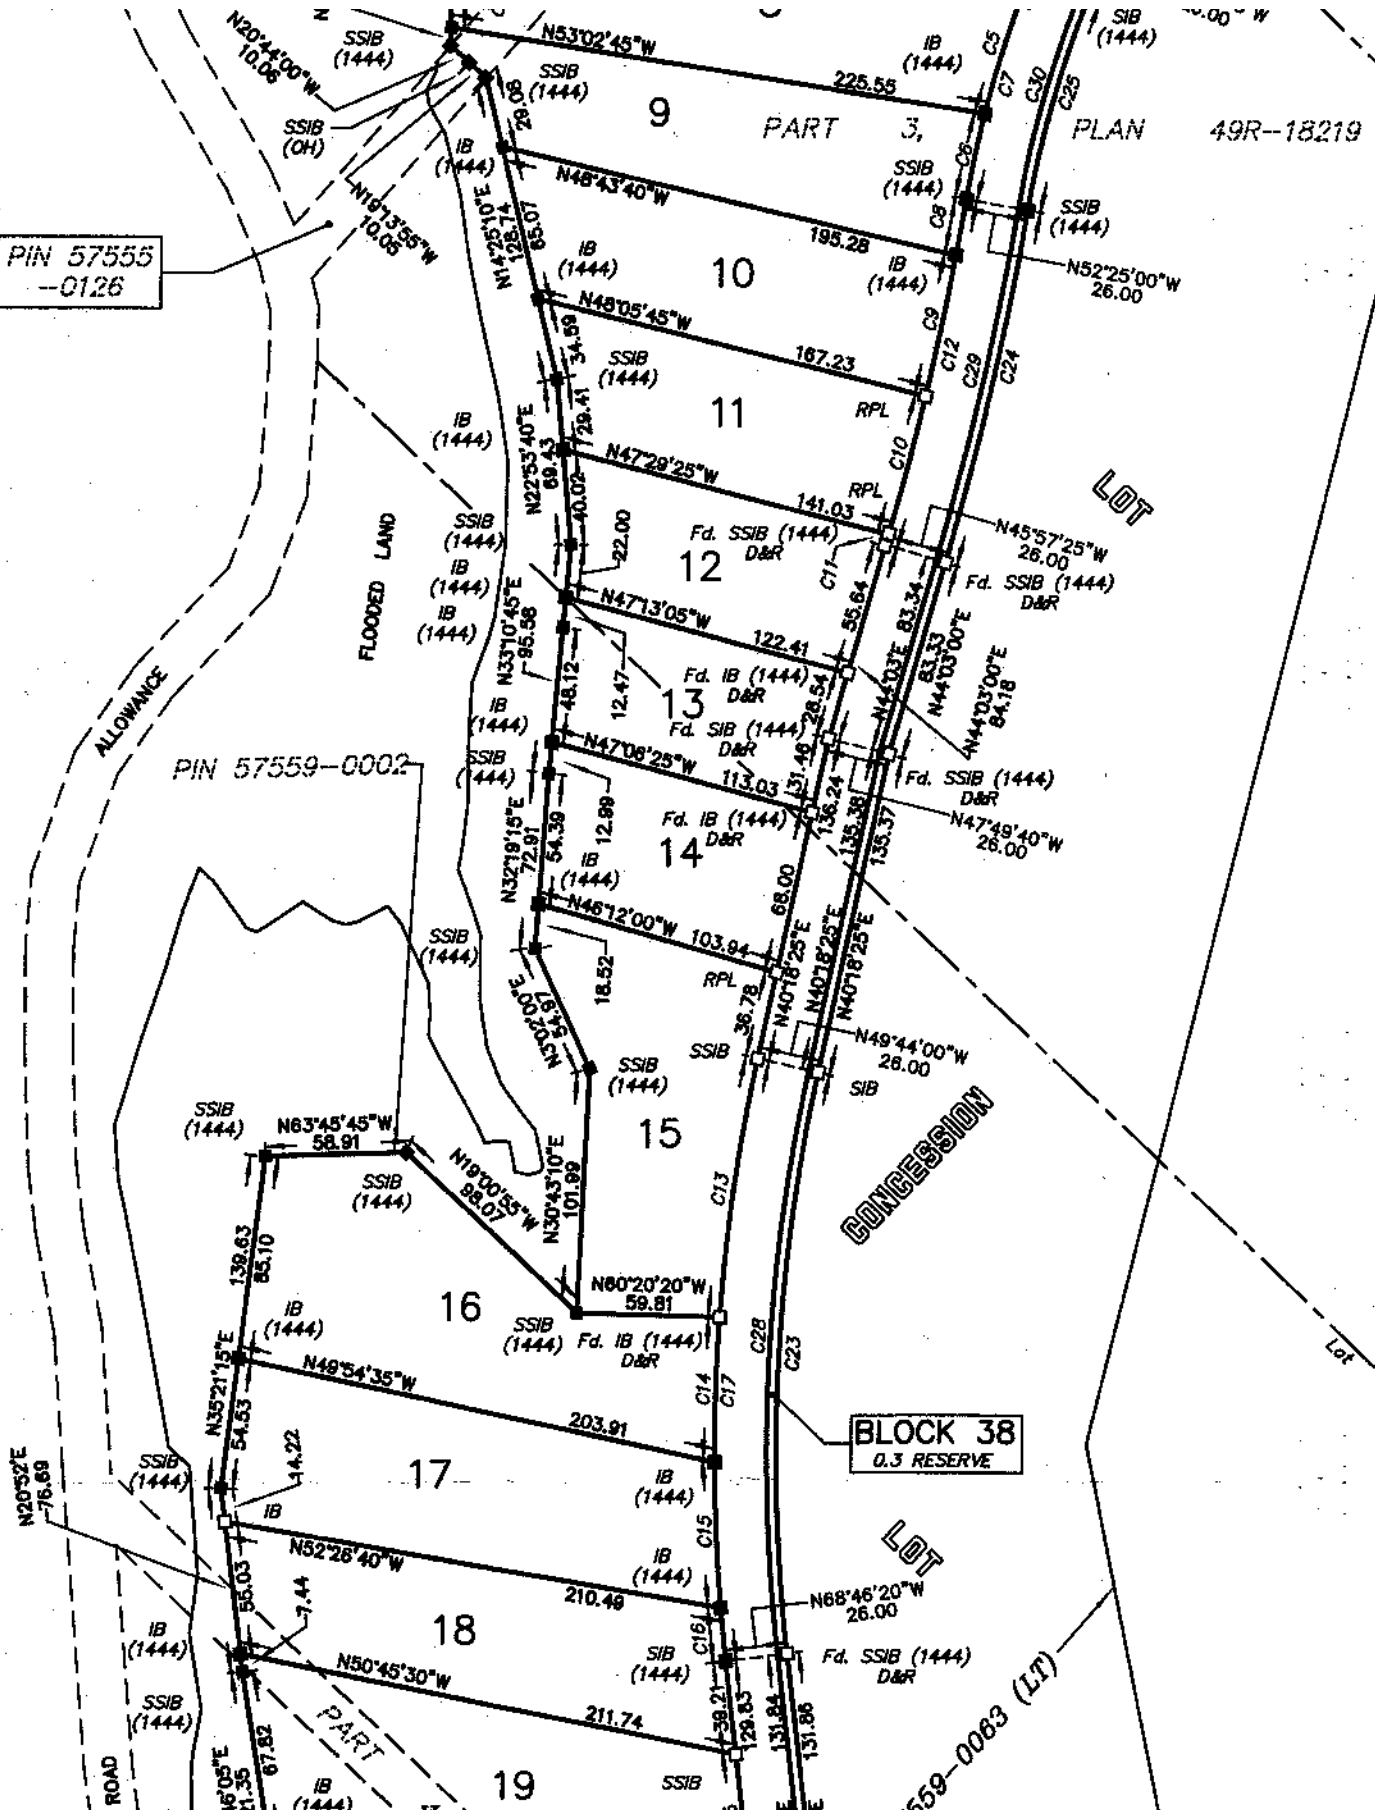 N53°02'45"W
225.55
N20°44'00"W
10.06
SSIB
(1444)
SSIB
(1444)
29.08
IB
(1444)
C5
C7
C30
C25
SIB
(1444)
9
PART 3, PLAN 49R-18219
SSIB
(OH)
IB
(1444)
N48°43'40"W
195.28
C6
SSIB
(1444)
C8
SSIB
(1444)
N19°13'55"W
10.05
N14°25'10"E
128.74
65.07
PIN 57555
-0126
IB
(1444)
10
IB
(1444)
N52°25'00"W
26.00
N48°05'45"W
167.23
34.59
C9
C12
C29
C24
SSIB
(1444)
29.41
11
RPL
IB
(1444)
N22°53'40"E
69.43
N47°29'25"W
141.03
C10
RPL
LOT
40.02
SSIB
(1444)
Fd. SSIB (1444)
D&R
N45°57'25"W
26.00
Fd. SSIB (1444)
D&R
FLOODED LAND
22.00
12
C11
IB
(1444)
IB
(1444)
N47°13'05"W
122.41
55.64
83.34
83.33
N44°03'00"E
N44°03'E
N44°03'00"E
84.18
N33°10'45"E
95.58
48.12
12.47
13
Fd. IB (1444)
D&R
28.54
ALLOWANCE
IB
(1444)
Fd. SIB (1444)
D&R
PIN 57559-0002
SSIB
(1444)
N47°06'25"W
113.03
31.46
136.24
135.38
135.37
Fd. SSIB (1444)
D&R
N47°49'40"W
26.00
Fd. IB (1444)
D&R
N32°19'15"E
72.91
54.39
12.99
14
IB
(1444)
68.00
N46°12'00"W
103.94
SSIB
(1444)
18.52
RPL
N40°18'25"E
N40°18'25"E
N40°18'25"E
36.78
N3°02'00"E
54.97
SSIB
N49°44'00"W
26.00
SIB
SSIB
(1444)
CONCESSION
SSIB
(1444)
N63°45'45"W
58.91
15
SSIB
(1444)
N19°00'55"W
98.07
N30°43'10"E
101.99
C13
139.63
85.10
N60°20'20"W
59.81
16
IB
(1444)
SSIB
(1444)
Fd. IB (1444)
D&R
C28
C23
Lot
N35°21'15"E
54.53
N49°54'35"W
203.91
C14
C17
BLOCK 38
0.3 RESERVE
14.22
SSIB
(1444)
17
IB
(1444)
N20°52'E
76.69
IB
N52°26'40"W
210.49
C15
IB
(1444)
LOT
55.03
7.44
N68°46'20"W
26.00
IB
(1444)
18
C16
SIB
(1444)
Fd. SSIB (1444)
D&R
N50°45'30"W
211.74
39.21
129.83
131.84
131.86
SSIB
(1444)
PART
67.82
ROAD
IB
(1444)
19
SSIB
559-0063 (LT)